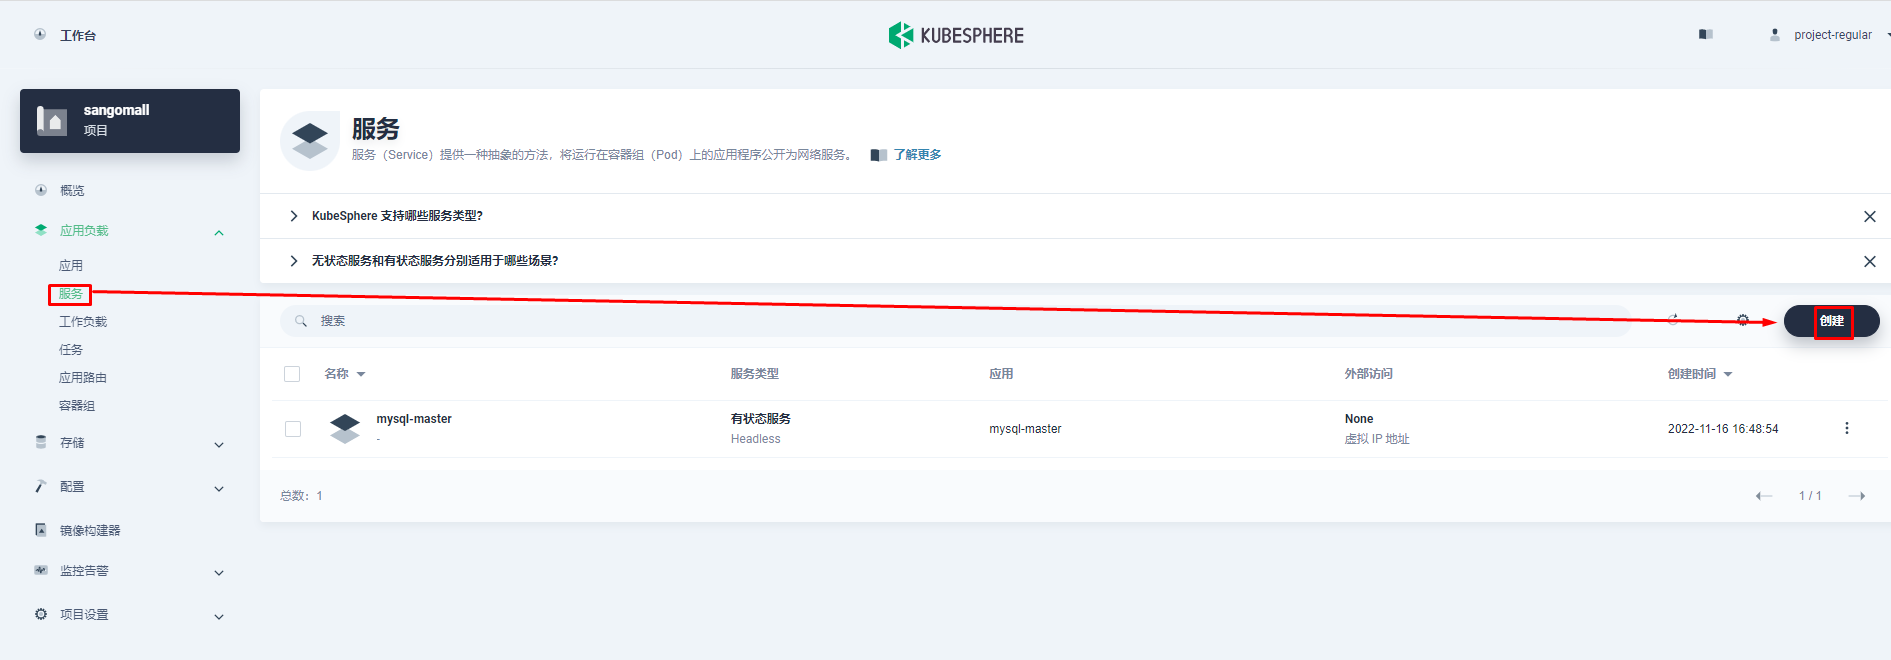 工作台
KUBESPHERE
project-regular
sangomall
项目
概览
应用负载
应用
服务
工作负载
任务
应用路由
容器组
存储
配置
镜像构建器
监控告警
项目设置
服务
服务（Service）提供一种抽象的方法，将运行在容器组（Pod）上的应用程序公开为网络服务。 了解更多
KubeSphere 支持哪些服务类型?
无状态服务和有状态服务分别适用于哪些场景?
搜索
创建
名称 服务类型 应用 外部访问 创建时间
mysql-master 有状态服务 mysql-master None 2022-11-16 16:48:54
- Headless 虚拟 IP 地址
总数：1
1 / 1